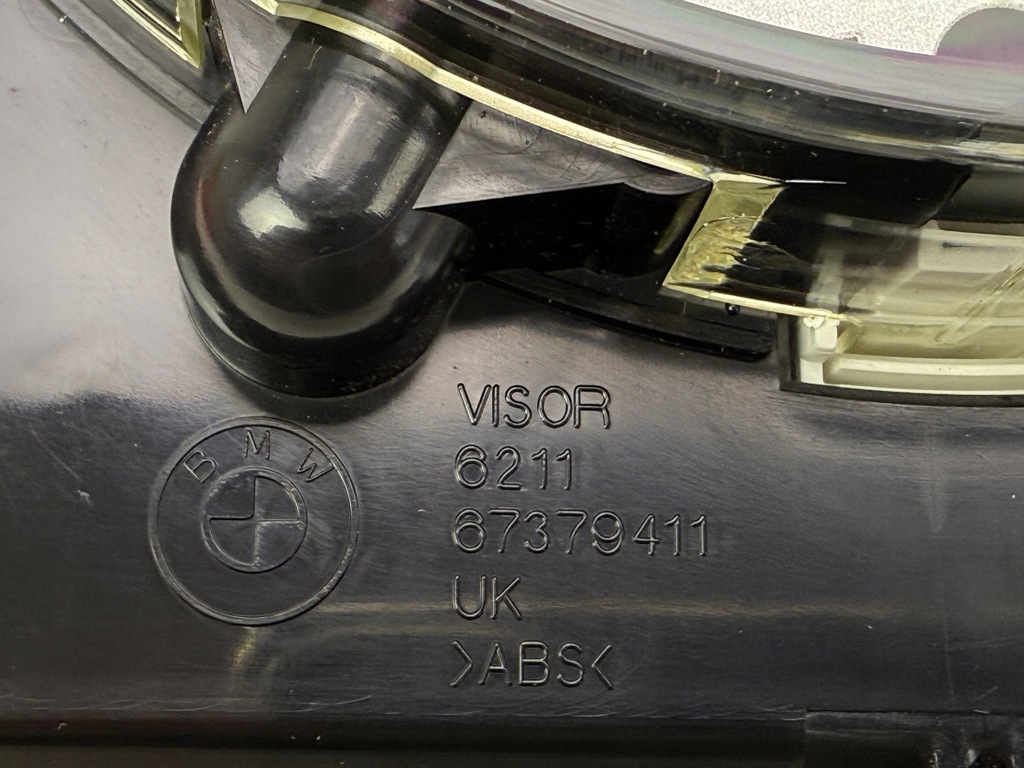 BMW
VISOR
6211
67379411
UK
>ABS<